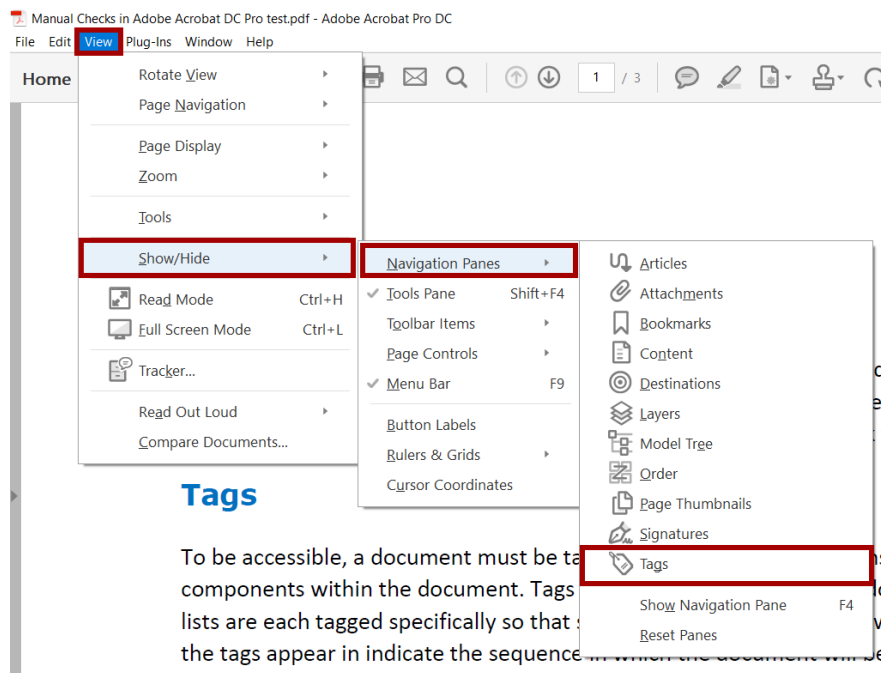 Manual Checks in Adobe Acrobat DC Pro test.pdf - Adobe Acrobat Pro DC
File Edit View Plug-Ins Window Help
Home
1 / 3
Rotate View
Page Navigation
Page Display
Zoom
Tools
Show/Hide
Read Mode Ctrl+H
Full Screen Mode Ctrl+L
Tracker...
Read Out Loud
Compare Documents...
Navigation Panes
Tools Pane Shift+F4
Toolbar Items
Page Controls
Menu Bar F9
Button Labels
Rulers & Grids
Cursor Coordinates
Articles
Attachments
Bookmarks
Content
Destinations
Layers
Model Tree
Order
Page Thumbnails
Signatures
Tags
Show Navigation Pane F4
Reset Panes
Tags
To be accessible, a document must be
components within the document. Tags
lists are each tagged specifically so that
the tags appear in indicate the sequence in which the document will